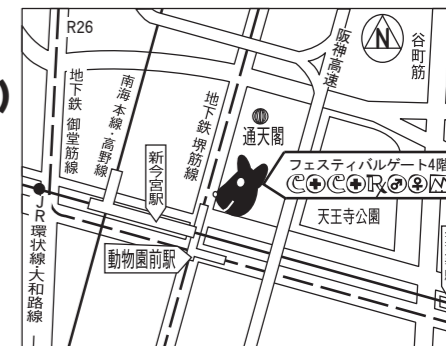 R26
地下鉄 御堂筋線
南海本線・高野線
地下鉄 堺筋線
阪神高速
N
谷町筋
通天閣
新今宮駅
フェスティバルゲート4階
天王寺公園
動物園前駅
JR環状線・大和路線